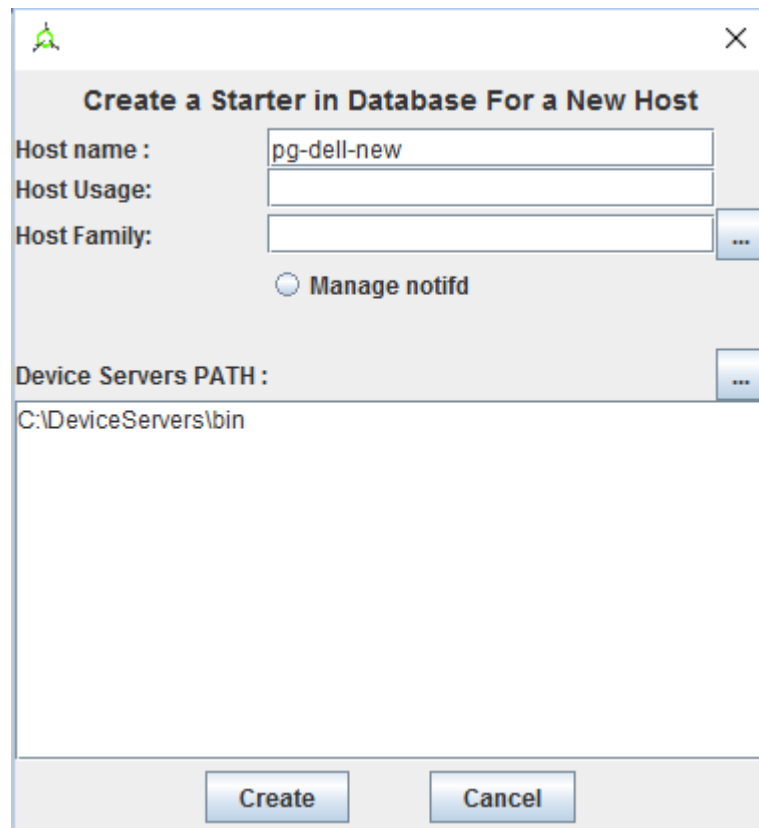 Create a Starter in Database For a New Host
Host name :
pg-dell-new
Host Usage:
Host Family:
...
Manage notifd
Device Servers PATH :
...
C:\DeviceServers\bin
Create
Cancel